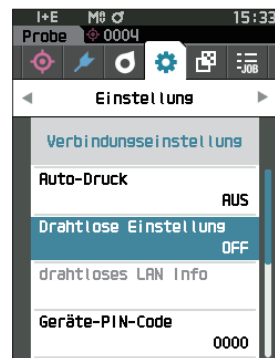 I+E M0 15:33
Probe 0004
Einstellung
Verbindungseinstellung
Auto-Druck
AUS
Drahtlose Einstellung
OFF
drahtloses LAN Info
Geräte-PIN-Code
0000
JOB